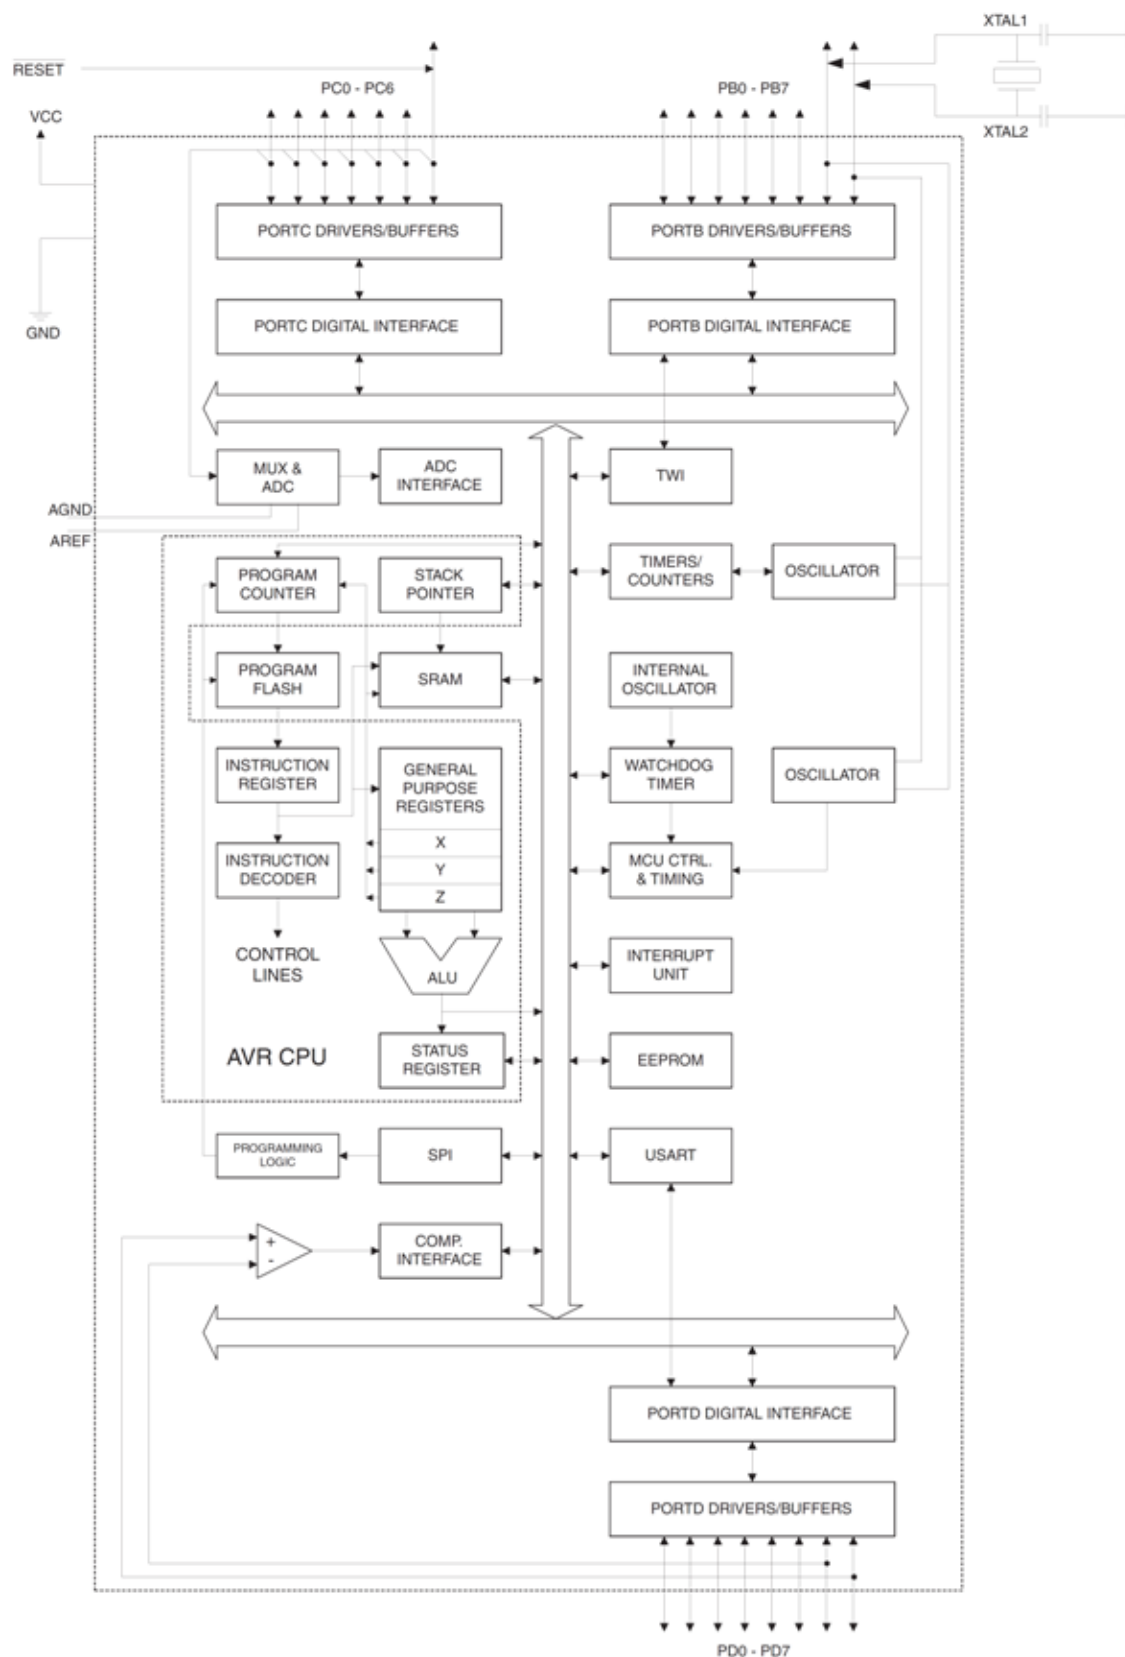 XTAL1
RESET
PC0 - PC6
PB0 - PB7
VCC
XTAL2
PORTC DRIVERS/BUFFERS
PORTB DRIVERS/BUFFERS
GND
PORTC DIGITAL INTERFACE
PORTB DIGITAL INTERFACE
MUX &
ADC
ADC
INTERFACE
TWI
AGND
AREF
PROGRAM
COUNTER
STACK
POINTER
TIMERS/
COUNTERS
OSCILLATOR
PROGRAM
FLASH
SRAM
INTERNAL
OSCILLATOR
INSTRUCTION
REGISTER
GENERAL
PURPOSE
REGISTERS
X
Y
Z
WATCHDOG
TIMER
OSCILLATOR
INSTRUCTION
DECODER
MCU CTRL.
& TIMING
CONTROL
LINES
ALU
INTERRUPT
UNIT
AVR CPU
STATUS
REGISTER
EEPROM
PROGRAMMING
LOGIC
SPI
USART
+
-
COMP.
INTERFACE
PORTD DIGITAL INTERFACE
PORTD DRIVERS/BUFFERS
PD0 - PD7